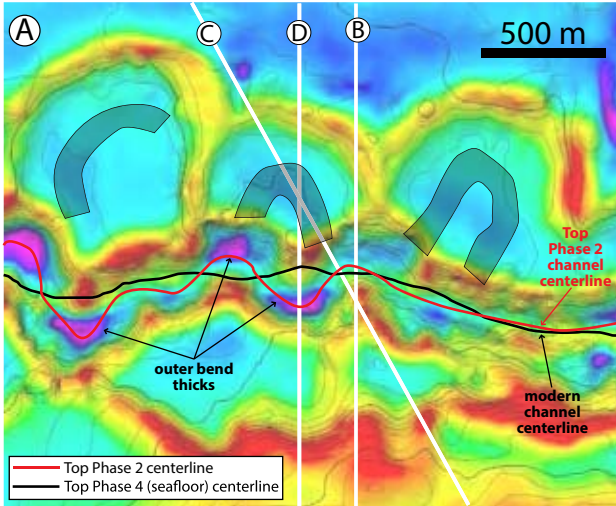 A
C
D
B
500 m
Top
Phase 2
channel
centerline
outer bend
thicks
modern
channel
centerline
Top Phase 2 centerline
Top Phase 4 (seafloor) centerline